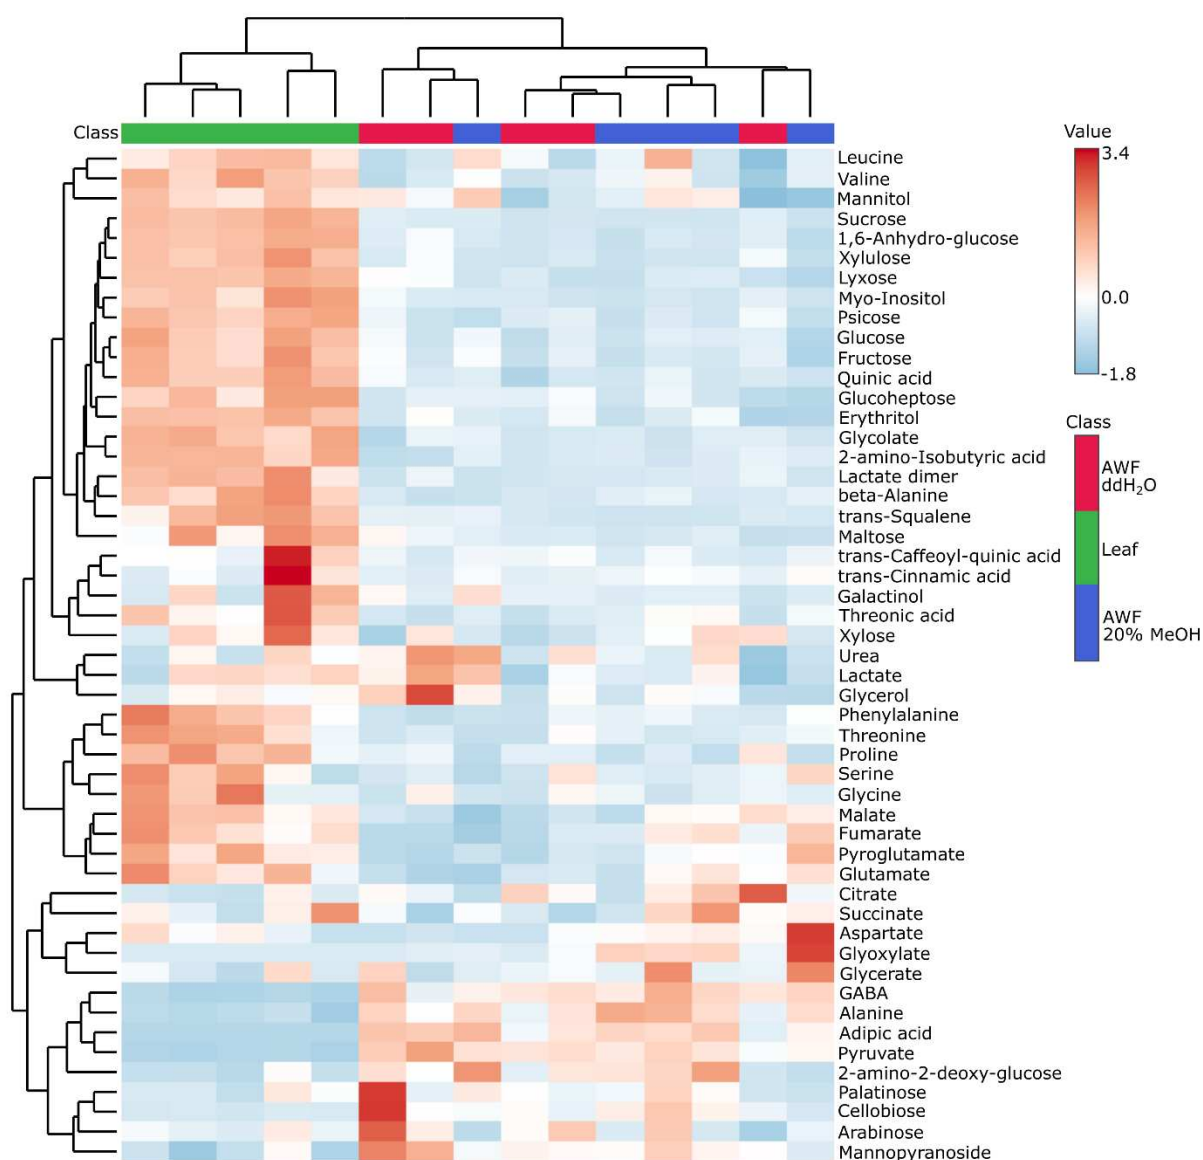 Class
Leucine
Valine
Mannitol
Sucrose
1,6-Anhydro-glucose
Xylulose
Lyxose
Myo-Inositol
Psicose
Glucose
Fructose
Quinic acid
Glucoheptose
Erythritol
Glycolate
2-amino-Isobutyric acid
Lactate dimer
beta-Alanine
trans-Squalene
Maltose
trans-Caffeoyl-quinic acid
trans-Cinnamic acid
Galactinol
Threonic acid
Xylose
Urea
Lactate
Glycerol
Phenylalanine
Threonine
Proline
Serine
Glycine
Malate
Fumarate
Pyroglutamate
Glutamate
Citrate
Succinate
Aspartate
Glyoxylate
Glycerate
GABA
Alanine
Adipic acid
Pyruvate
2-amino-2-deoxy-glucose
Palatinose
Cellobiose
Arabinose
Mannopyranoside
Value
3.4
0.0
-1.8
Class
AWF
ddH₂O
Leaf
AWF
20% MeOH